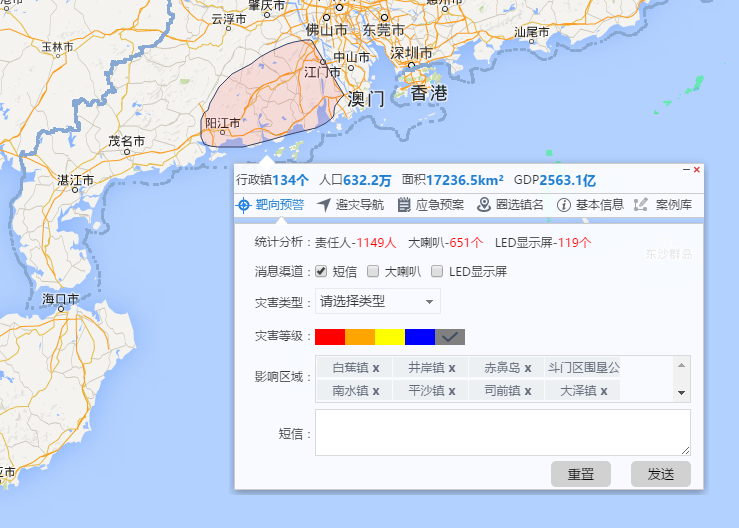 肇庆市
惠州市
云浮市
佛山市
东莞市
汕尾市
玉林市
中山市
深圳市
江门市
澳门
香港
阳江市
茂名市
湛江市
海口市
行政镇134个 人口632.2万 面积17236.5km² GDP2563.1亿
靶向预警 避灾导航 应急预案 圈选镇名 基本信息 案例库
统计分析：责任人-1149人 大喇叭-651个 LED显示屏-119个
东沙群岛
消息渠道：短信 大喇叭 LED显示屏
灾害类型：请选择类型
灾害等级：
影响区域：
白蕉镇 x 井岸镇 x 赤鼻岛 x 斗门区围垦公
南水镇 x 平沙镇 x 司前镇 x 大泽镇 x
短信：
重置 发送